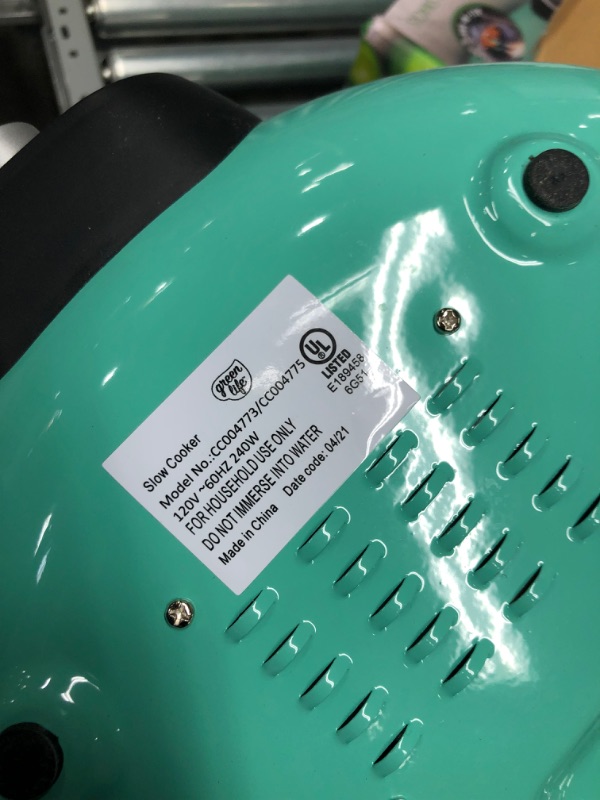 green
life
UL
LISTED
E189458
6G51
Slow Cooker
Model No.:CC004773/CC004775
120V ~60HZ 240W
FOR HOUSEHOLD USE ONLY
DO NOT IMMERSE INTO WATER
Made in China Date code: 04/21